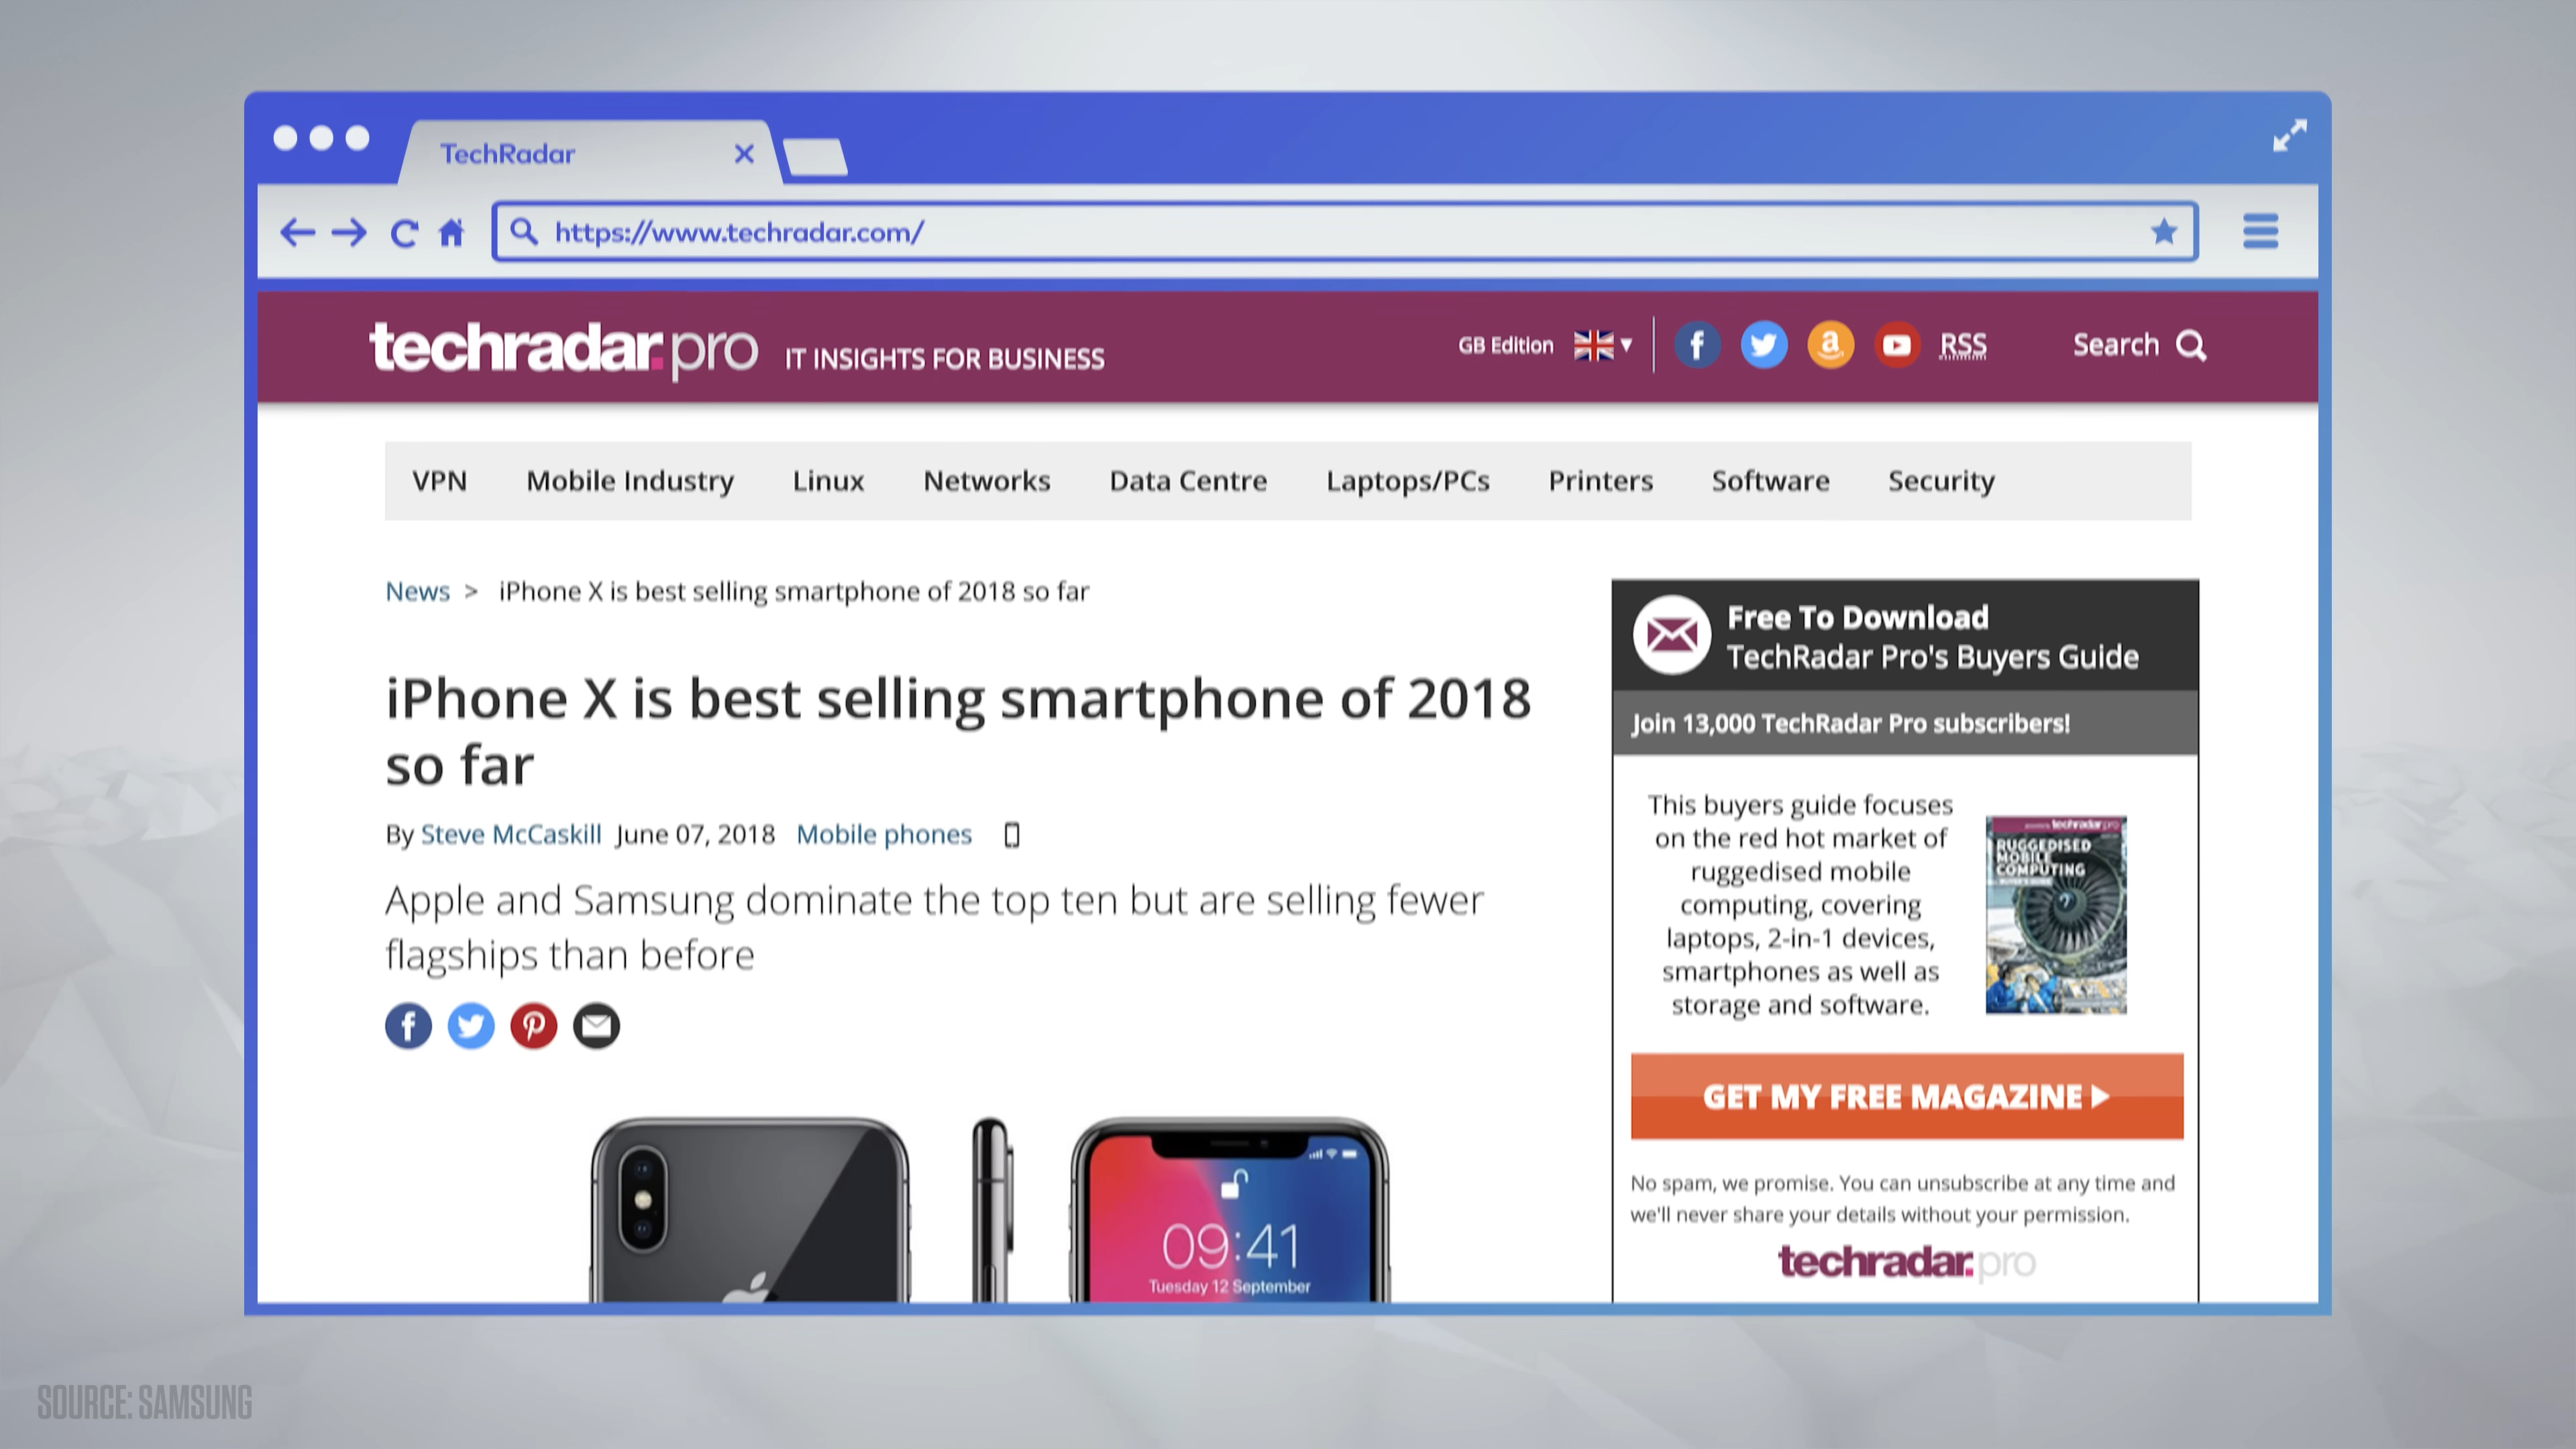 TechRadar
https://www.techradar.com/
techradar.pro IT INSIGHTS FOR BUSINESS
GB Edition
RSS
Search
VPN Mobile Industry Linux Networks Data Centre Laptops/PCs Printers Software Security
News > iPhone X is best selling smartphone of 2018 so far
iPhone X is best selling smartphone of 2018
so far
By Steve McCaskill June 07, 2018 Mobile phones
Apple and Samsung dominate the top ten but are selling fewer
flagships than before
09:41
Tuesday 12 September
Free To Download
TechRadar Pro's Buyers Guide
Join 13,000 TechRadar Pro subscribers!
This buyers guide focuses
on the red hot market of
ruggedised mobile
computing, covering
laptops, 2-in-1 devices,
smartphones as well as
storage and software.
techradar.pro
RUGGEDISED
MOBILE
COMPUTING
GET MY FREE MAGAZINE
No spam, we promise. You can unsubscribe at any time and
we'll never share your details without your permission.
techradar.pro
SOURCE: SAMSUNG